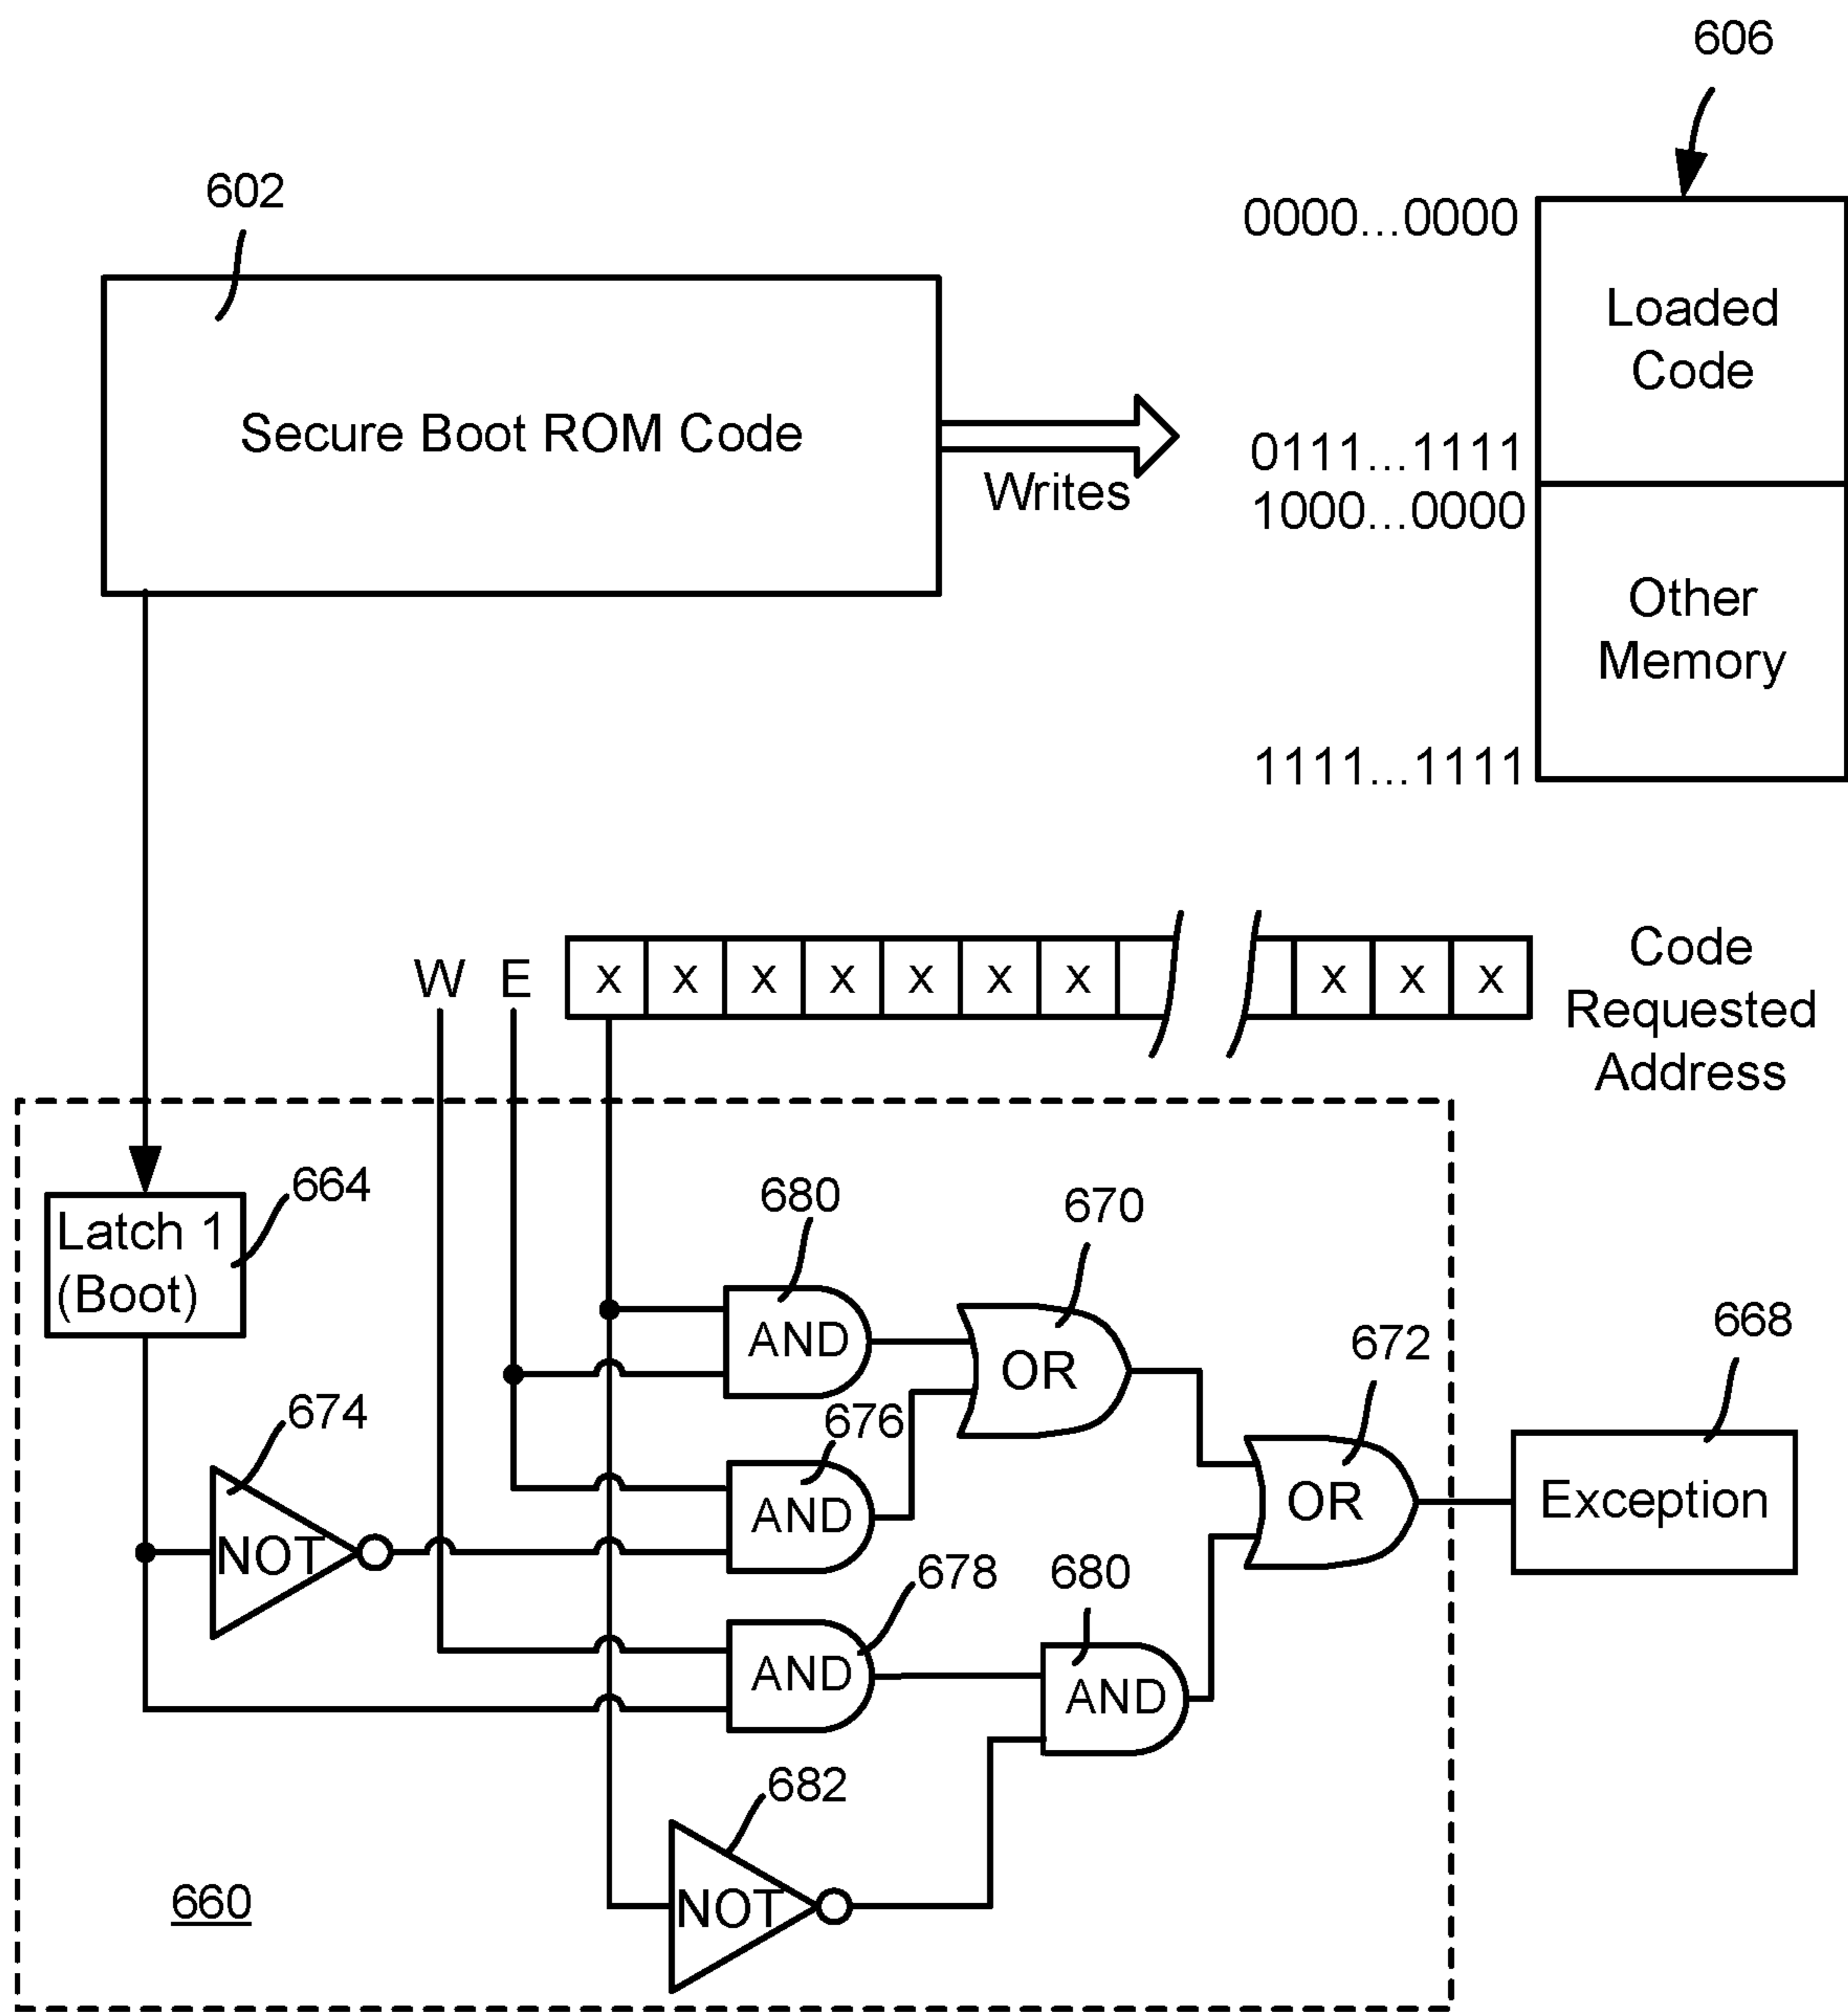 606
602
0000...0000
Loaded
Code
Secure Boot ROM Code
Writes
0111...1111
1000...0000
Other
Memory
1111...1111
W E x x x x x x x x x x
Code
Requested
Address
664
Latch 1
(Boot)
680
AND
670
OR
672
OR
668
Exception
674
NOT
676
AND
678
AND
680
AND
682
NOT
660